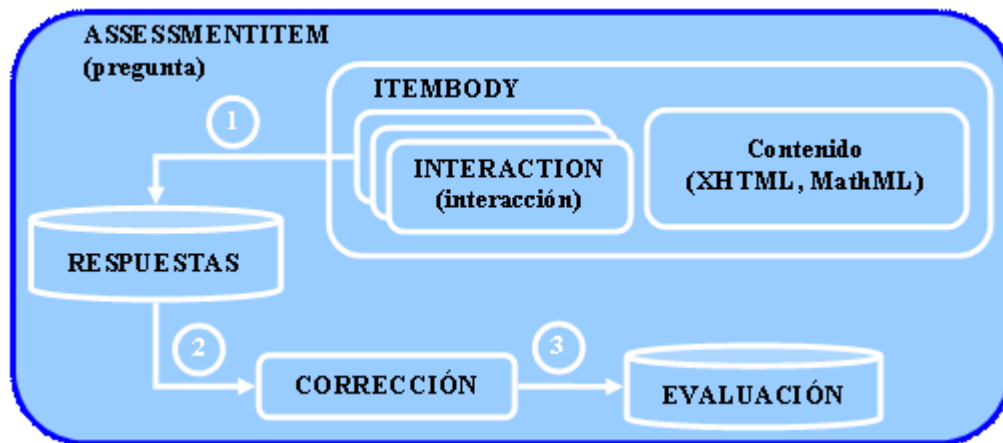 ASSESSMENTITEM
(pregunta)
ITEMBODY
1
INTERACTION
(interacción)
Contenido
(XHTML, MathML)
RESPUESTAS
2
CORRECCIÓN
3
EVALUACIÓN